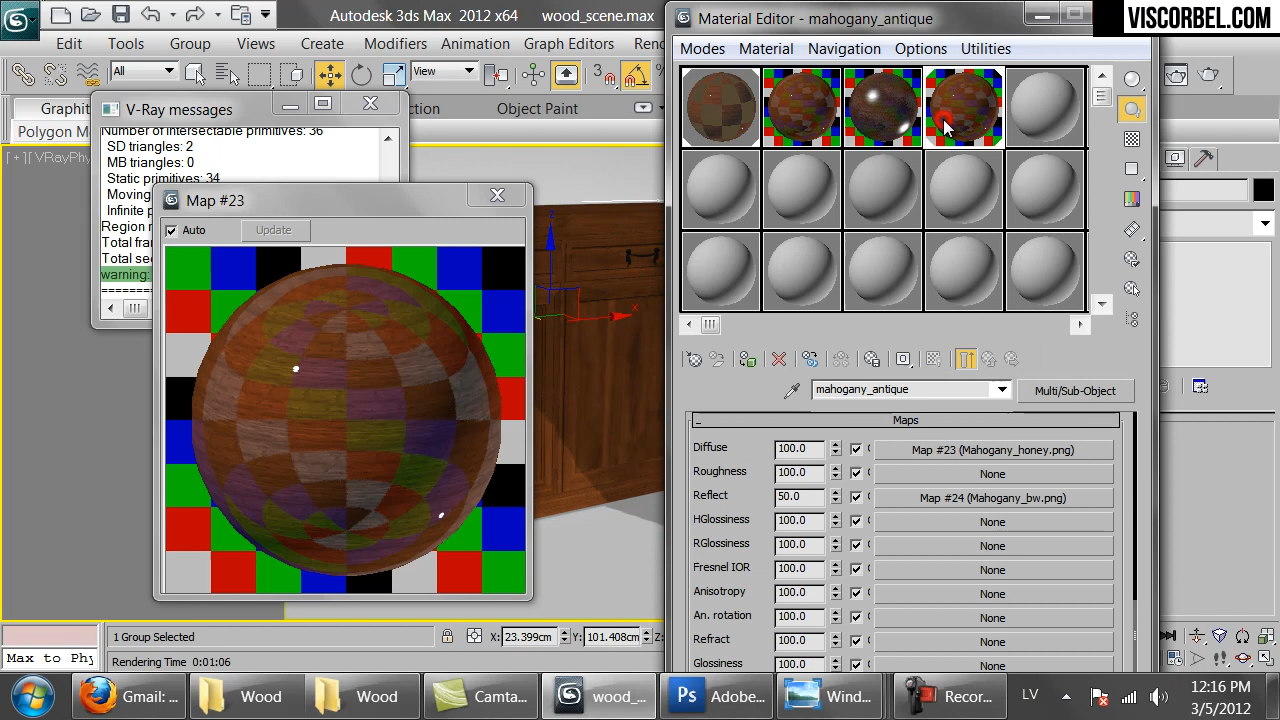 Autodesk 3ds Max 2012 x64 wood_scene.max
Material Editor - mahogany_antique
VISCORBEL.COM
Edit Tools Group Views Create Modifiers Animation Graph Editors
Modes Material Navigation Options Utilities
All
View
3
Object Paint
V-Ray messages
Polygon M
Number of intersectable primitives: 36
SD triangles: 2
MB triangles: 0
Static primitives: 34
Moving
Infinite p
Region r
Total fran
Total sec
warning:
Map #23
Auto
Update
mahogany_antique
Multi/Sub-Object
Maps
Diffuse 100.0 Map #23 (Mahogany_honey.png)
Roughness 100.0 None
Reflect 50.0 Map #24 (Mahogany_bw.png)
HGlossiness 100.0 None
RGlossiness 100.0 None
Fresnel IOR 100.0 None
Anisotropy 100.0 None
An. rotation 100.0 None
Refract 100.0 None
Glossiness 100.0 None
1 Group Selected
X: 23.399cm Y: 101.408cm
Max to Phy
Rendering Time 0:01:06
Gmail: ...
Wood
Wood
Camta...
wood_...
Adobe...
Wind...
Recor...
LV
12:16 PM
3/5/2012